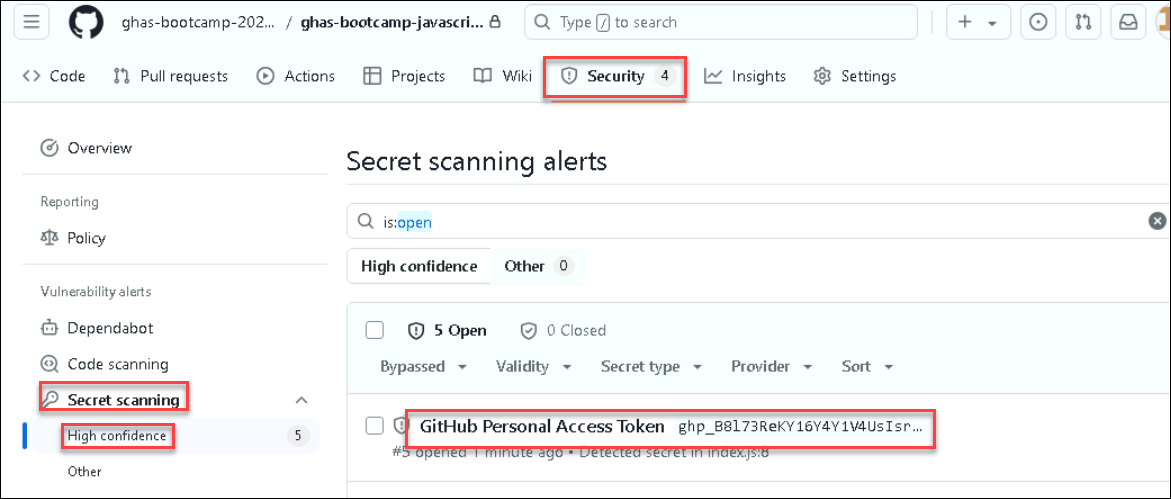 ghas-bootcamp-202... / ghas-bootcamp-javascri... Type / to search
Code Pull requests Actions Projects Wiki Security 4 Insights Settings
Overview
Reporting
Policy
Vulnerability alerts
Dependabot
Code scanning
Secret scanning
High confidence 5
Other
Secret scanning alerts
is:open
High confidence Other 0
5 Open 0 Closed
Bypassed Validity Secret type Provider Sort
GitHub Personal Access Token ghp_B8l73ReKY16Y4Y1V4UsIsr...
#5 opened 1 minute ago • Detected secret in index.js:8